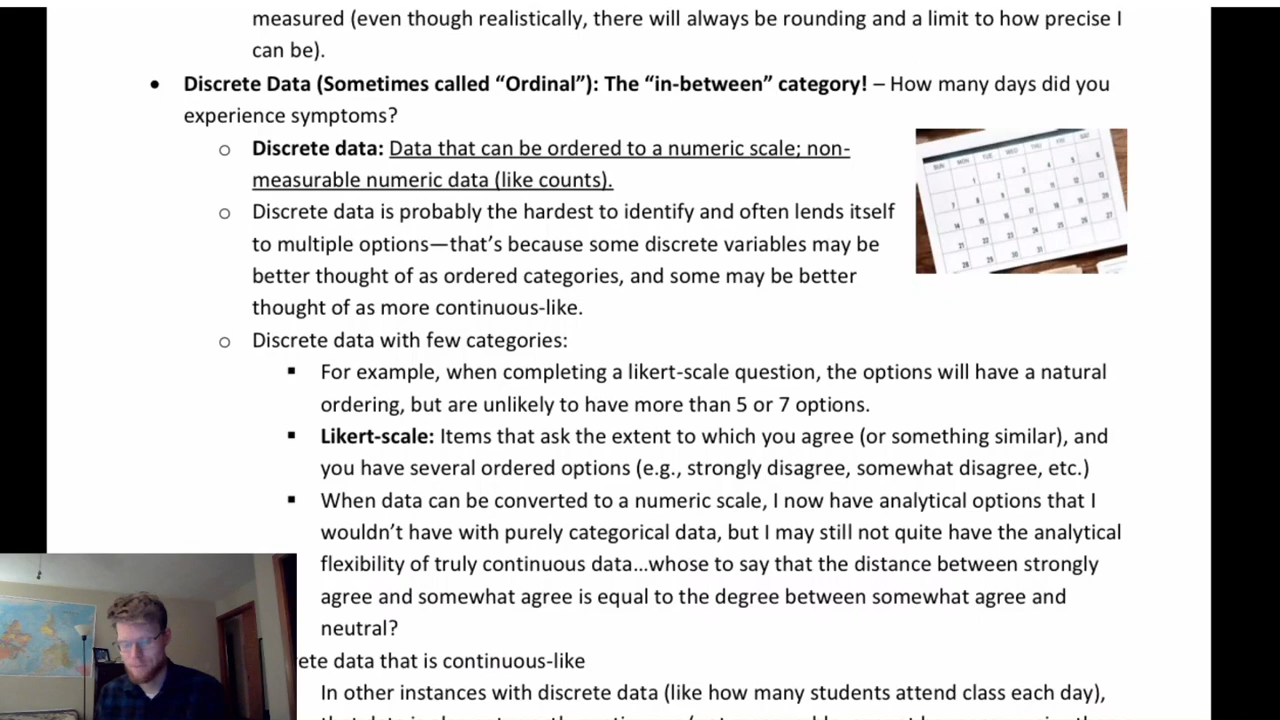 measured (even though realistically, there will always be rounding and a limit to how precise I
can be).
• Discrete Data (Sometimes called “Ordinal”): The “in-between” category! – How many days did you
experience symptoms?
o Discrete data: Data that can be ordered to a numeric scale; non-
measurable numeric data (like counts).
o Discrete data is probably the hardest to identify and often lends itself
to multiple options—that’s because some discrete variables may be
better thought of as ordered categories, and some may be better
thought of as more continuous-like.
o Discrete data with few categories:
▪ For example, when completing a likert-scale question, the options will have a natural
ordering, but are unlikely to have more than 5 or 7 options.
▪ Likert-scale: Items that ask the extent to which you agree (or something similar), and
you have several ordered options (e.g., strongly disagree, somewhat disagree, etc.)
▪ When data can be converted to a numeric scale, I now have analytical options that I
wouldn’t have with purely categorical data, but I may still not quite have the analytical
flexibility of truly continuous data…whose to say that the distance between strongly
agree and somewhat agree is equal to the degree between somewhat agree and
neutral?
ete data that is continuous-like
In other instances with discrete data (like how many students attend class each day),